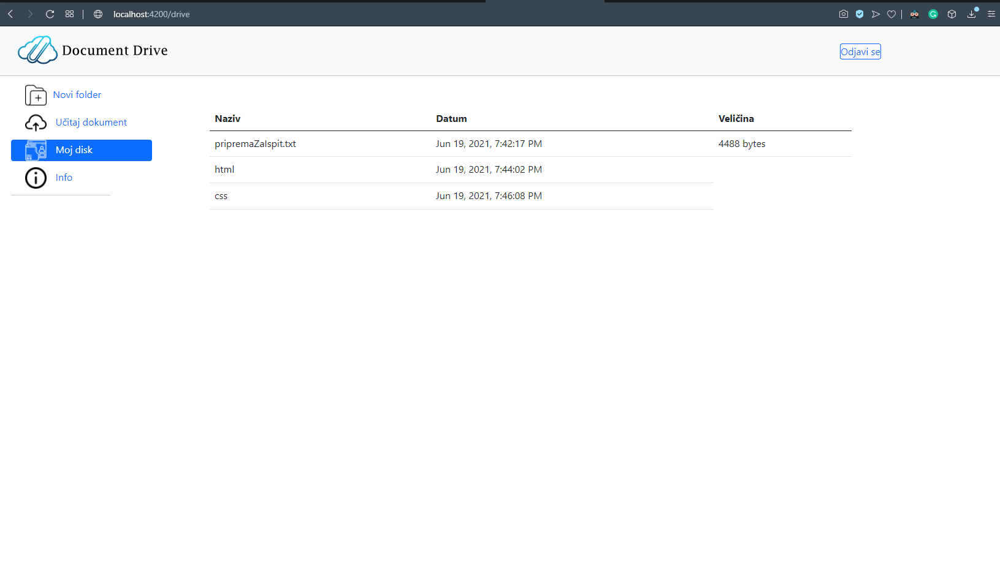 localhost:4200/drive
Document Drive
Odjavi se
Novi folder
Učitaj dokument
Moj disk
Info
Naziv Datum Veličina
pripremaZaIspit.txt Jun 19, 2021, 7:42:17 PM 4488 bytes
html Jun 19, 2021, 7:44:02 PM
css Jun 19, 2021, 7:46:08 PM